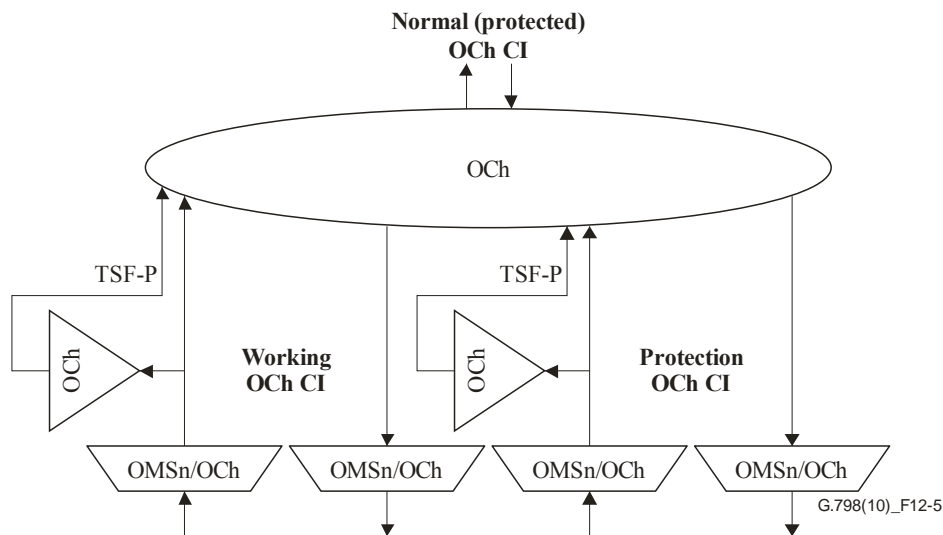 Normal (protected)
OCh CI
OCh
TSF-P
TSF-P
OCh
Working
OCh CI
OCh
Protection
OCh CI
OMSn/OCh
OMSn/OCh
OMSn/OCh
OMSn/OCh
G.798(10)_F12-5